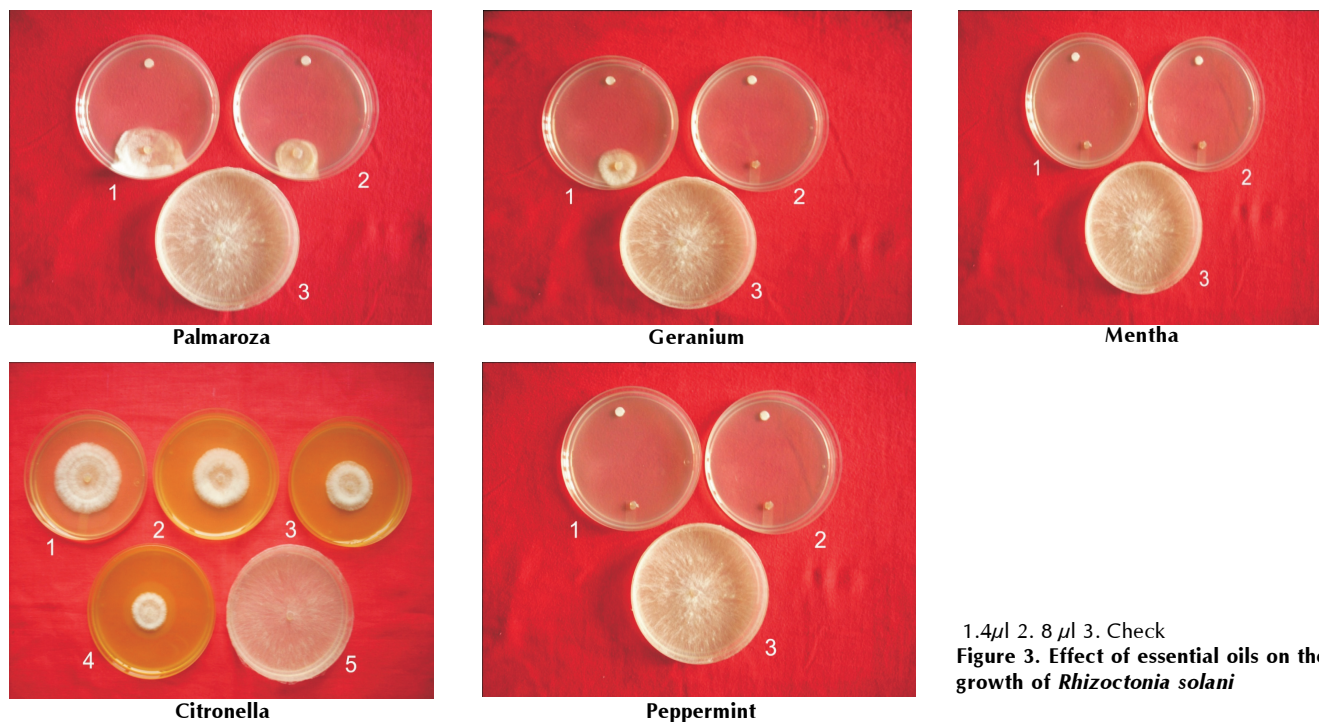 1
2
3
Palmaroza
1
2
3
Geranium
1
2
3
Mentha
1
2
3
4
5
Citronella
1
2
3
Peppermint
1.4µl 2. 8 µl 3. Check
Figure 3. Effect of essential oils on the
growth of Rhizoctonia solani